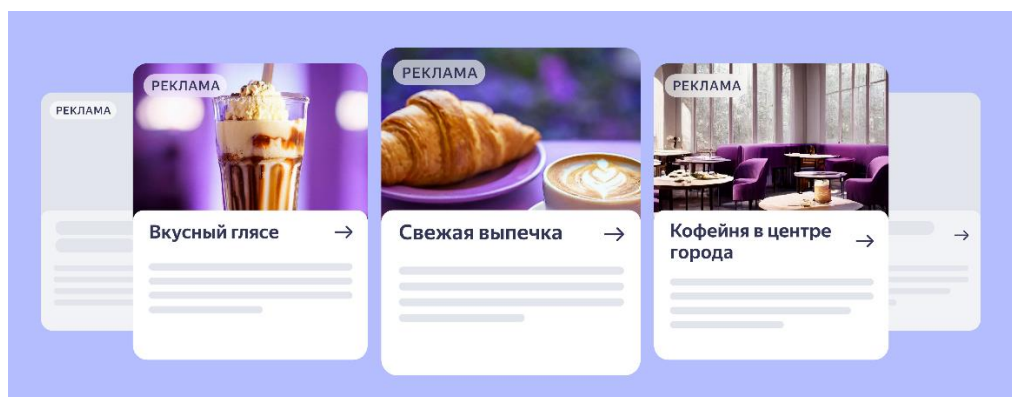 РЕКЛАМА
РЕКЛАМА
Вкусный глясе
РЕКЛАМА
Свежая выпечка
РЕКЛАМА
Кофейня в центре
города